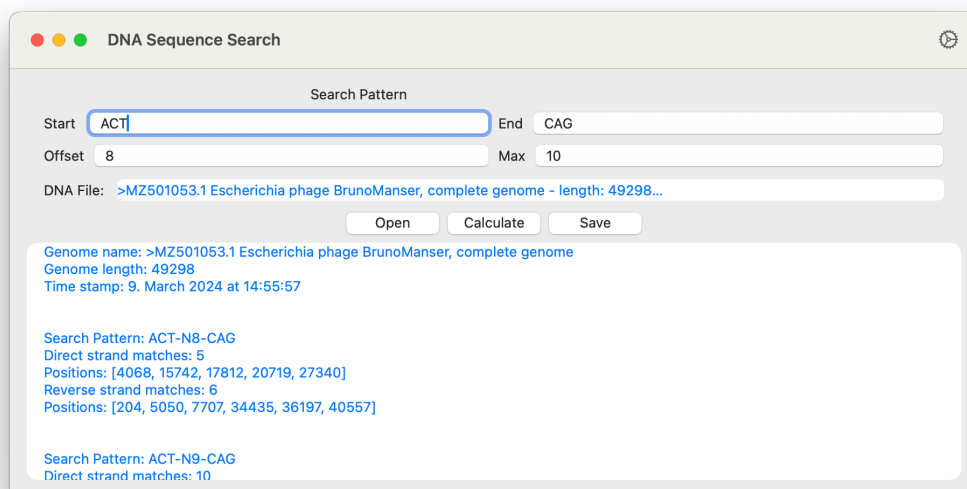 DNA Sequence Search
Search Pattern
Start ACT End CAG
Offset 8 Max 10
DNA File: >MZ501053.1 Escherichia phage BrunoManser, complete genome - length: 49298...
Open Calculate Save
Genome name: >MZ501053.1 Escherichia phage BrunoManser, complete genome
Genome length: 49298
Time stamp: 9. March 2024 at 14:55:57
Search Pattern: ACT-N8-CAG
Direct strand matches: 5
Positions: [4068, 15742, 17812, 20719, 27340]
Reverse strand matches: 6
Positions: [204, 5050, 7707, 34435, 36197, 40557]
Search Pattern: ACT-N9-CAG
Direct strand matches: 10